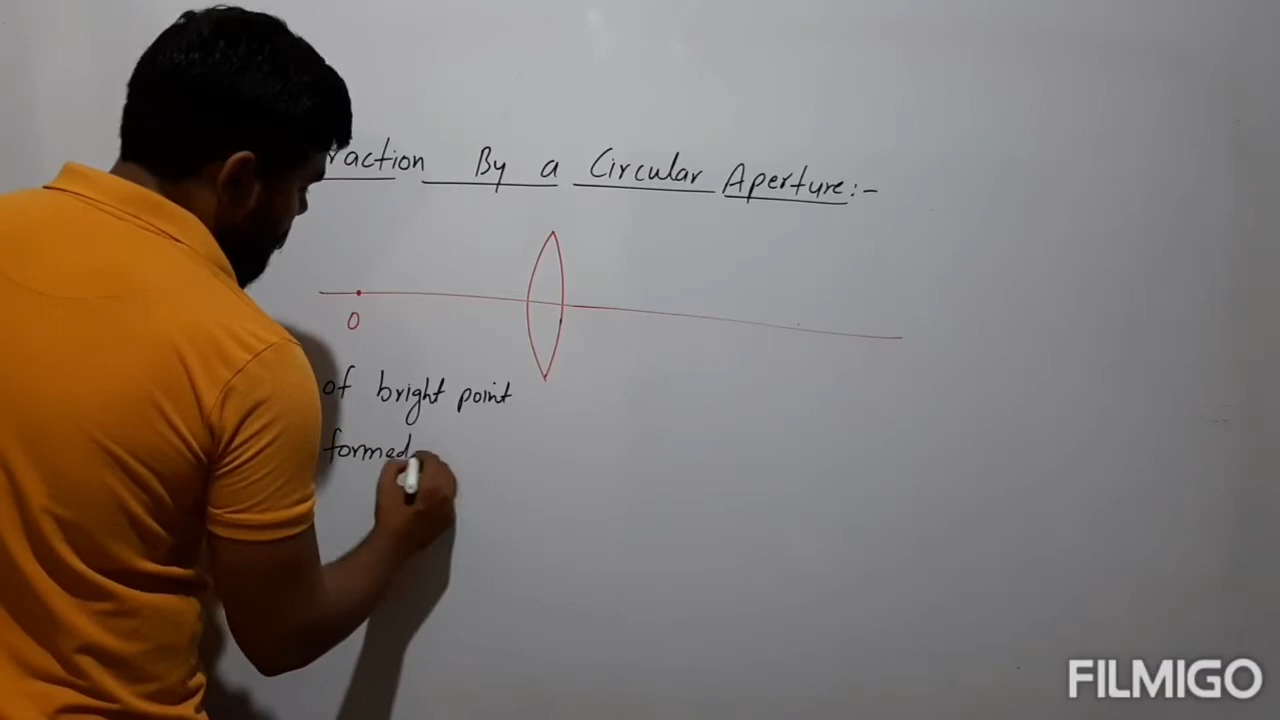 raction By a Circular Aperture:-
O
of bright point
formed
FILMIGO